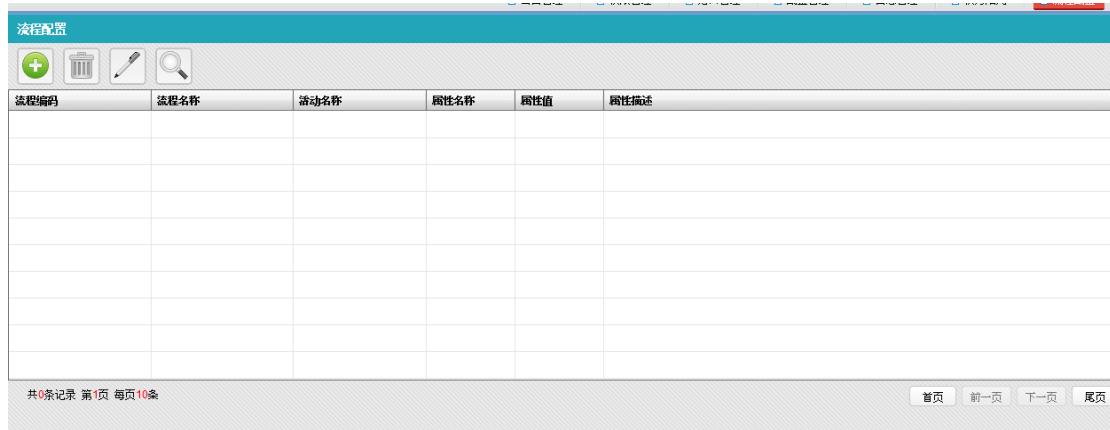 流程配置
流程编码 流程名称 活动名称 属性名称 属性值 属性描述
共0条记录 第1页 每页10条 首页 前一页 下一页 尾页